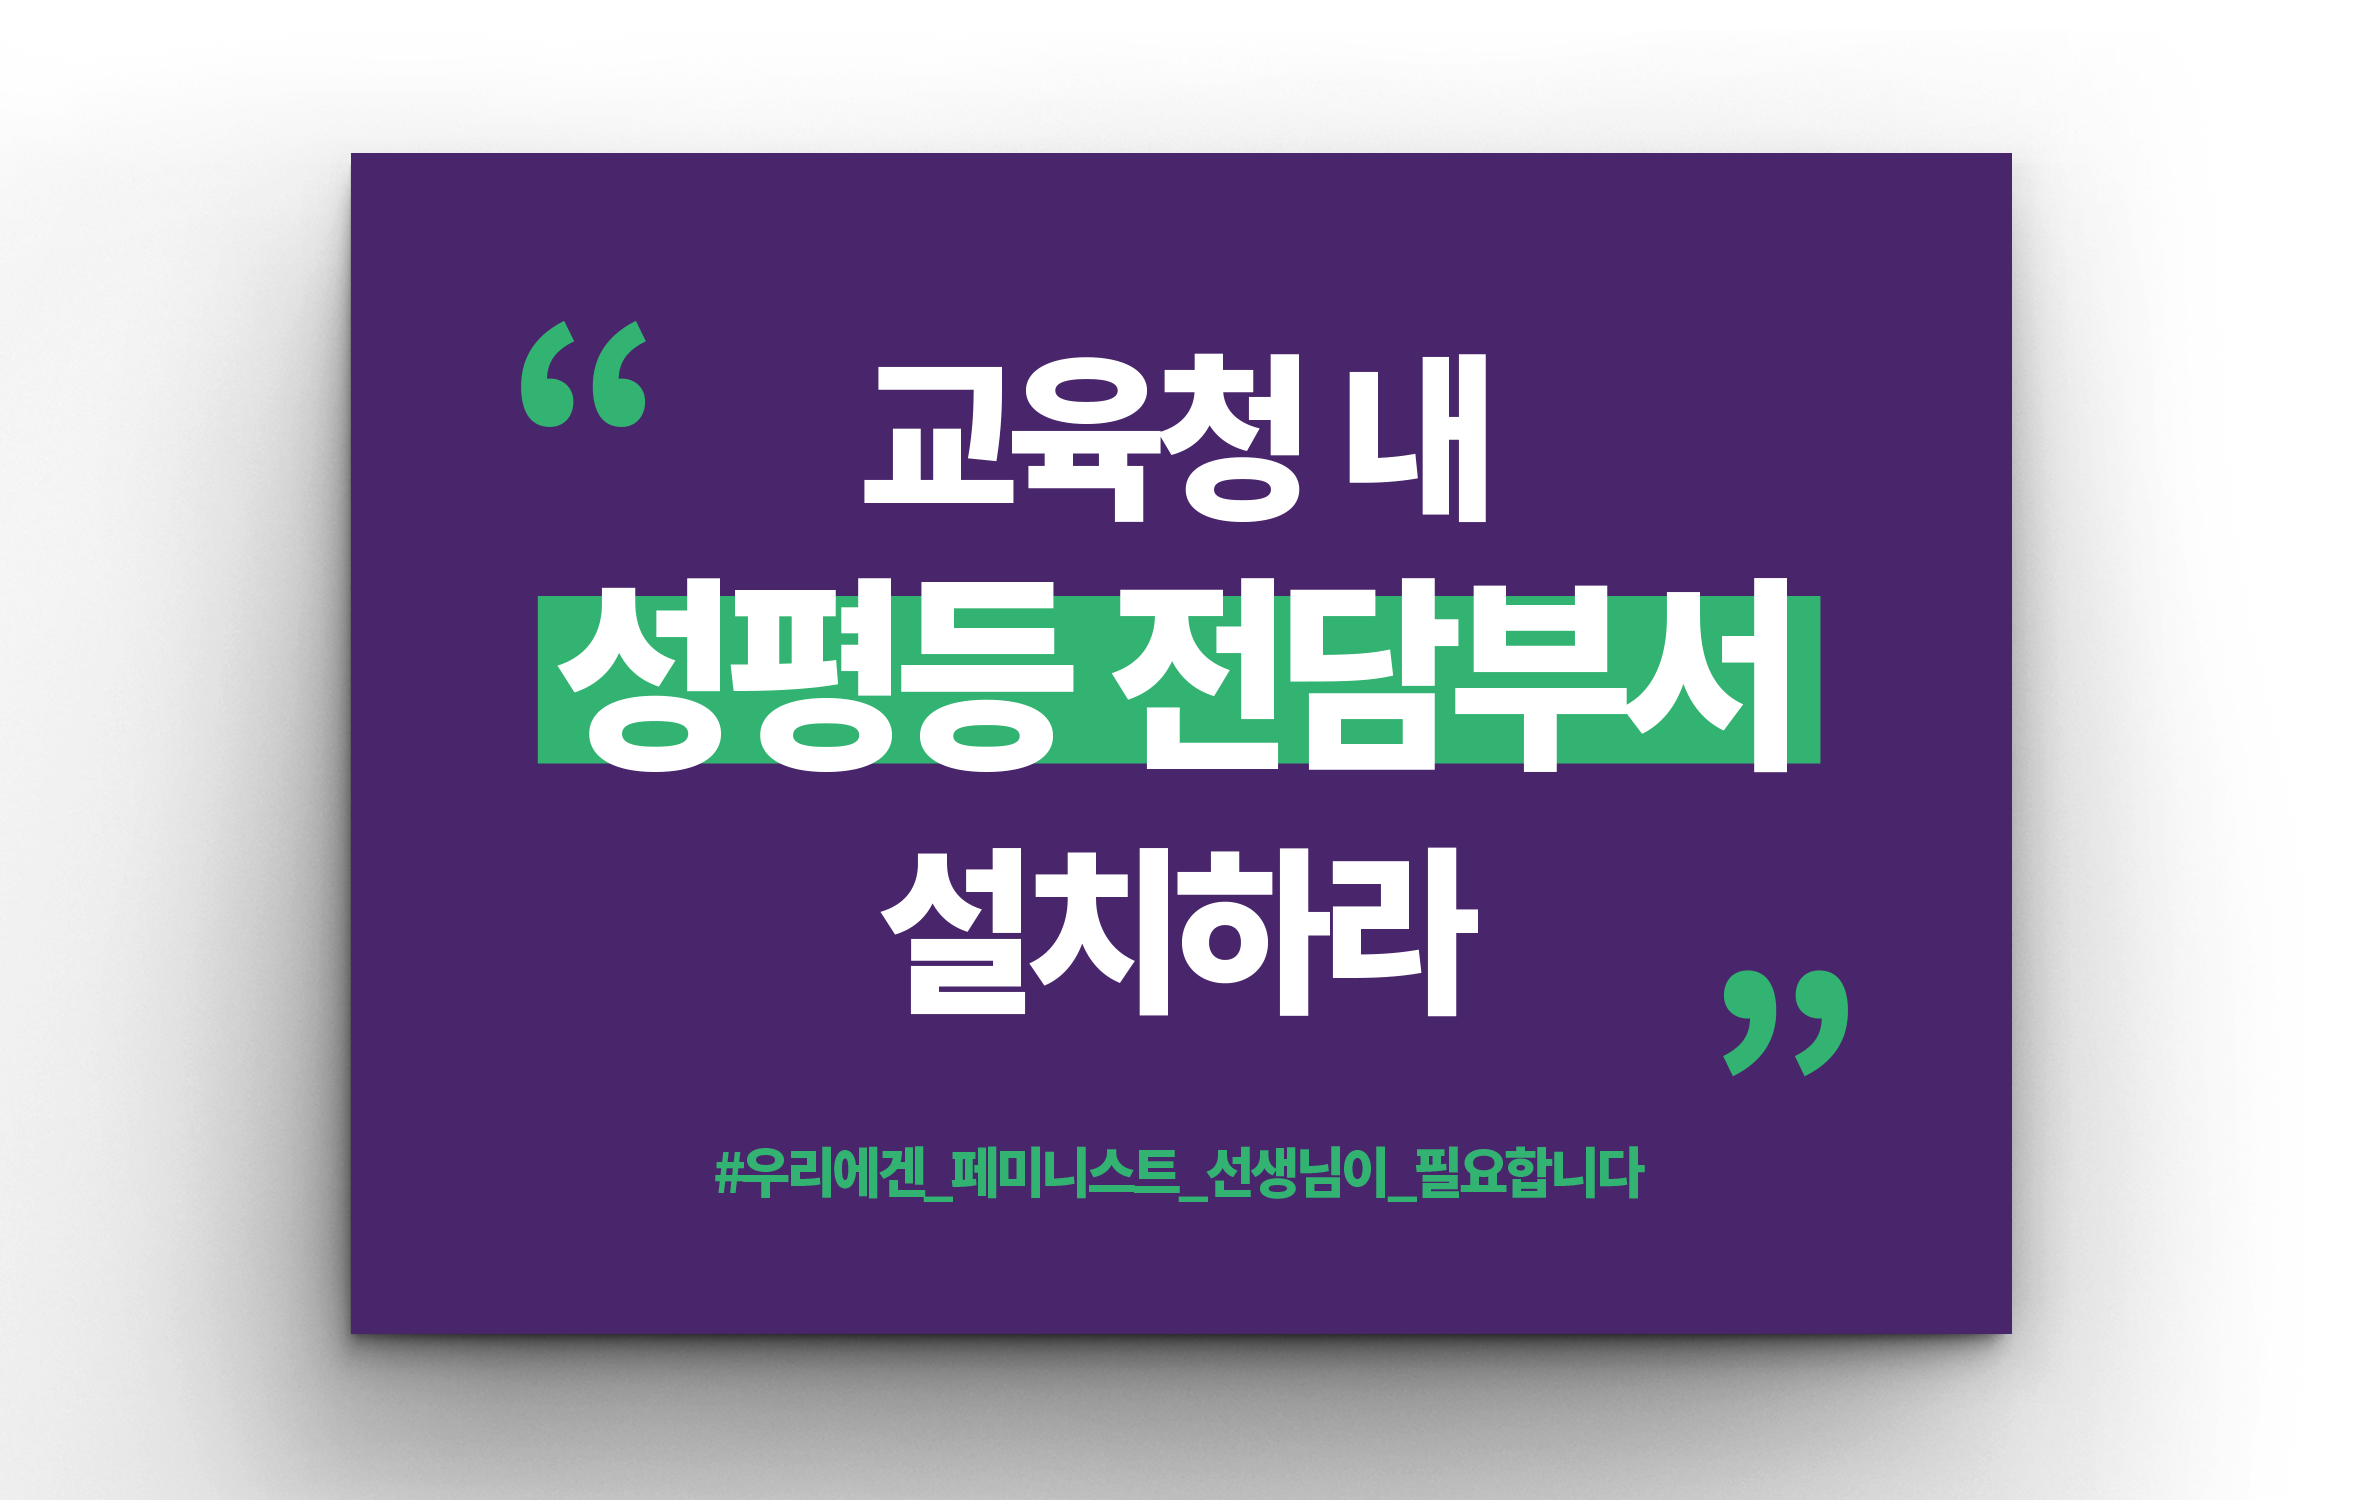 “
교육청 내
성평등 전담부서
설치하라
”
#우리에겐_페미니스트_선생님이_필요합니다